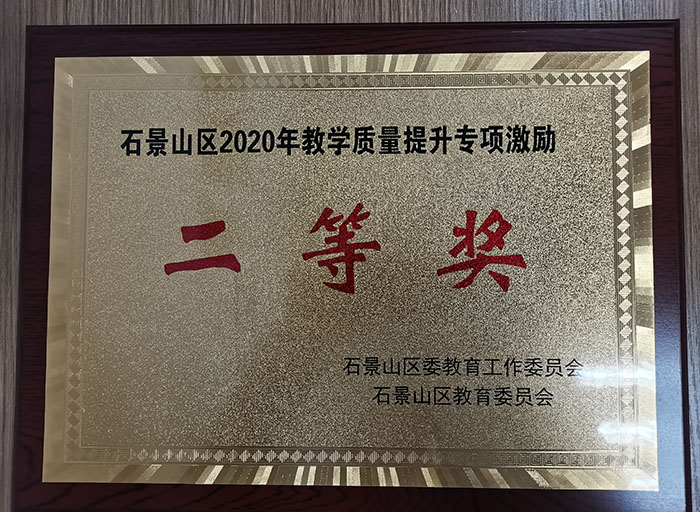 石景山区2020年教学质量提升专项激励
二等奖
石景山区委教育工作委员会
石景山区教育委员会